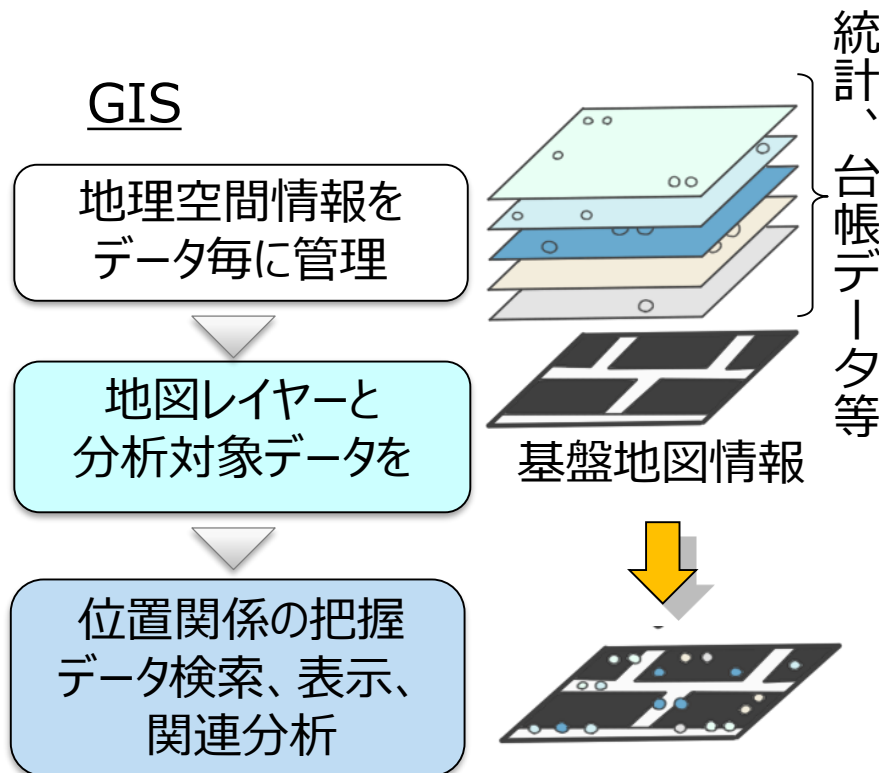 GIS
地理空間情報を
データ毎に管理
地図レイヤーと
分析対象データを
位置関係の把握
データ検索、表示、
関連分析
統計、台帳データ等
基盤地図情報